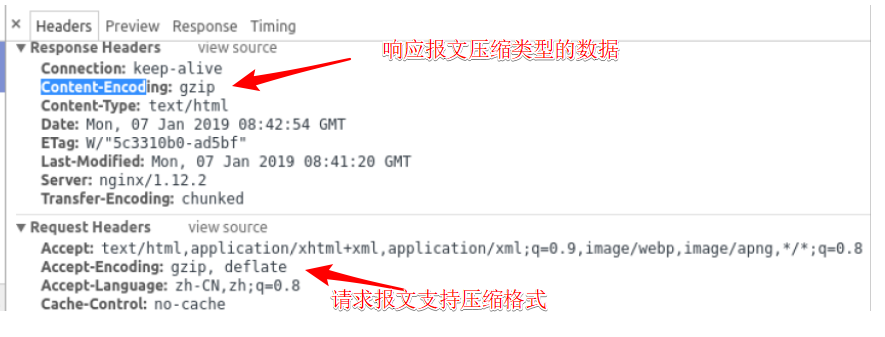 × Headers Preview Response Timing
▼ Response Headers view source
响应报文压缩类型的数据
Connection: keep-alive
Content-Encoding: gzip
Content-Type: text/html
Date: Mon, 07 Jan 2019 08:42:54 GMT
ETag: W/"5c3310b0-ad5bf"
Last-Modified: Mon, 07 Jan 2019 08:41:20 GMT
Server: nginx/1.12.2
Transfer-Encoding: chunked
▼ Request Headers view source
Accept: text/html,application/xhtml+xml,application/xml;q=0.9,image/webp,image/apng,*/*;q=0.8
Accept-Encoding: gzip, deflate
Accept-Language: zh-CN,zh;q=0.8
请求报文支持压缩格式
Cache-Control: no-cache